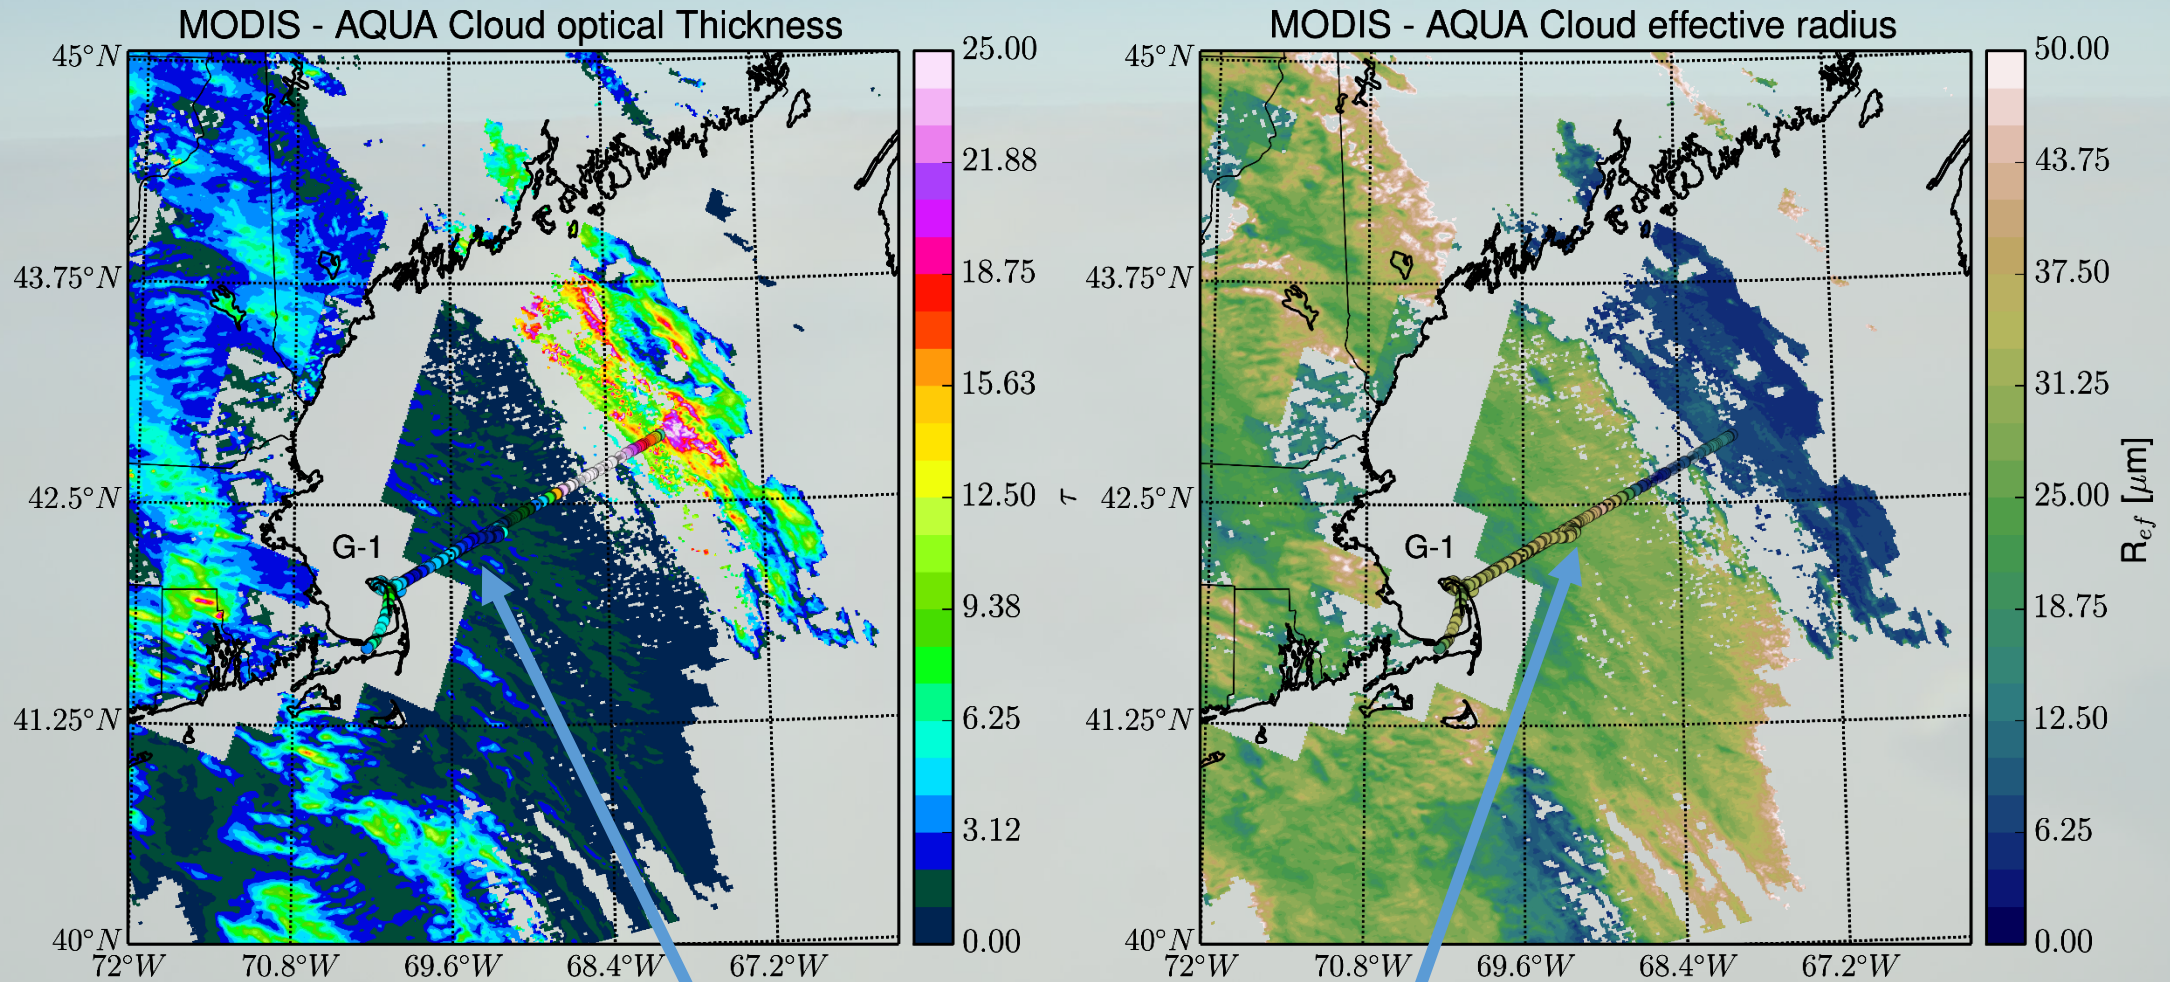 MODIS - AQUA Cloud optical Thickness
45°N
43.75°N
42.5°N
41.25°N
40°N
72°W
70.8°W
69.6°W
68.4°W
67.2°W
G-1
25.00
21.88
18.75
15.63
12.50
9.38
6.25
3.12
0.00
τ
MODIS - AQUA Cloud effective radius
45°N
43.75°N
42.5°N
41.25°N
40°N
72°W
70.8°W
69.6°W
68.4°W
67.2°W
G-1
50.00
43.75
37.50
31.25
25.00
18.75
12.50
6.25
0.00
R_ef [μm]